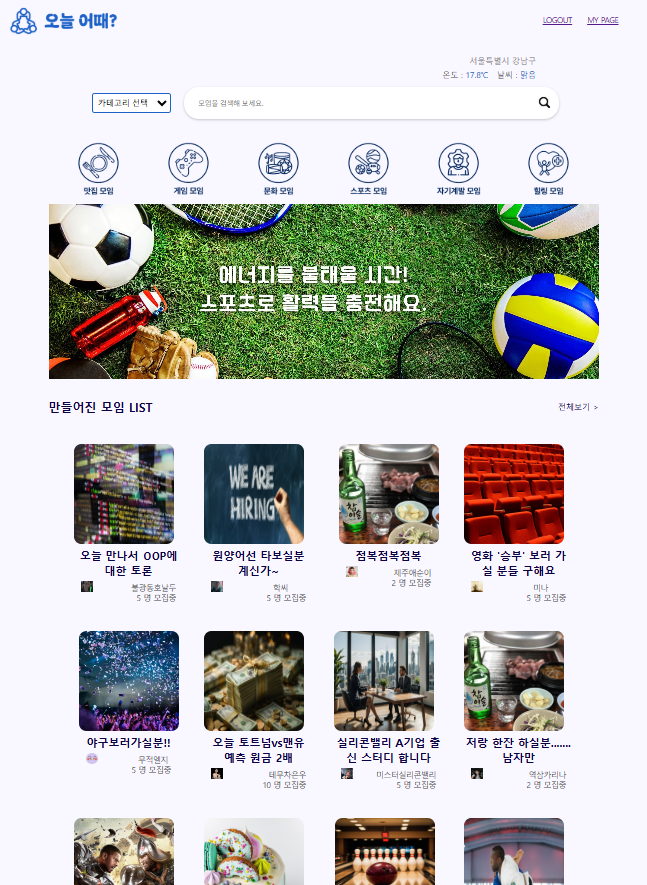 오늘 어때?
LOGOUT MY PAGE
서울특별시 강남구
온도 : 17.8°C 날씨 : 맑음
카테고리 선택
모임을 검색해 보세요.
맛집 모임 게임 모임 문화 모임 스포츠 모임 자기계발 모임 힐링 모임
에너지를 불태울 시간!
스포츠로 활력을 충전해요.
만들어진 모임 LIST
전체보기 >
WE ARE
HIRING
오늘 만나서 OOP에
대한 토론
불광동호날두
5 명 모집중
원양어선 타보실분
계신가~
학씨
5 명 모집중
점복점복점복
제주애순이
2 명 모집중
영화 '승부' 보러 가
실 분들 구해요
미나
5 명 모집중
야구보러가실분!!
무적엘지
5 명 모집중
오늘 토트넘vs맨유
예측 원금 2배
테무차은우
10 명 모집중
실리콘밸리 A기업 출
신 스터디 합니다
미스터실리콘밸리
5 명 모집중
저랑 한잔 하실분.......
남자만
역삼카리나
2 명 모집중